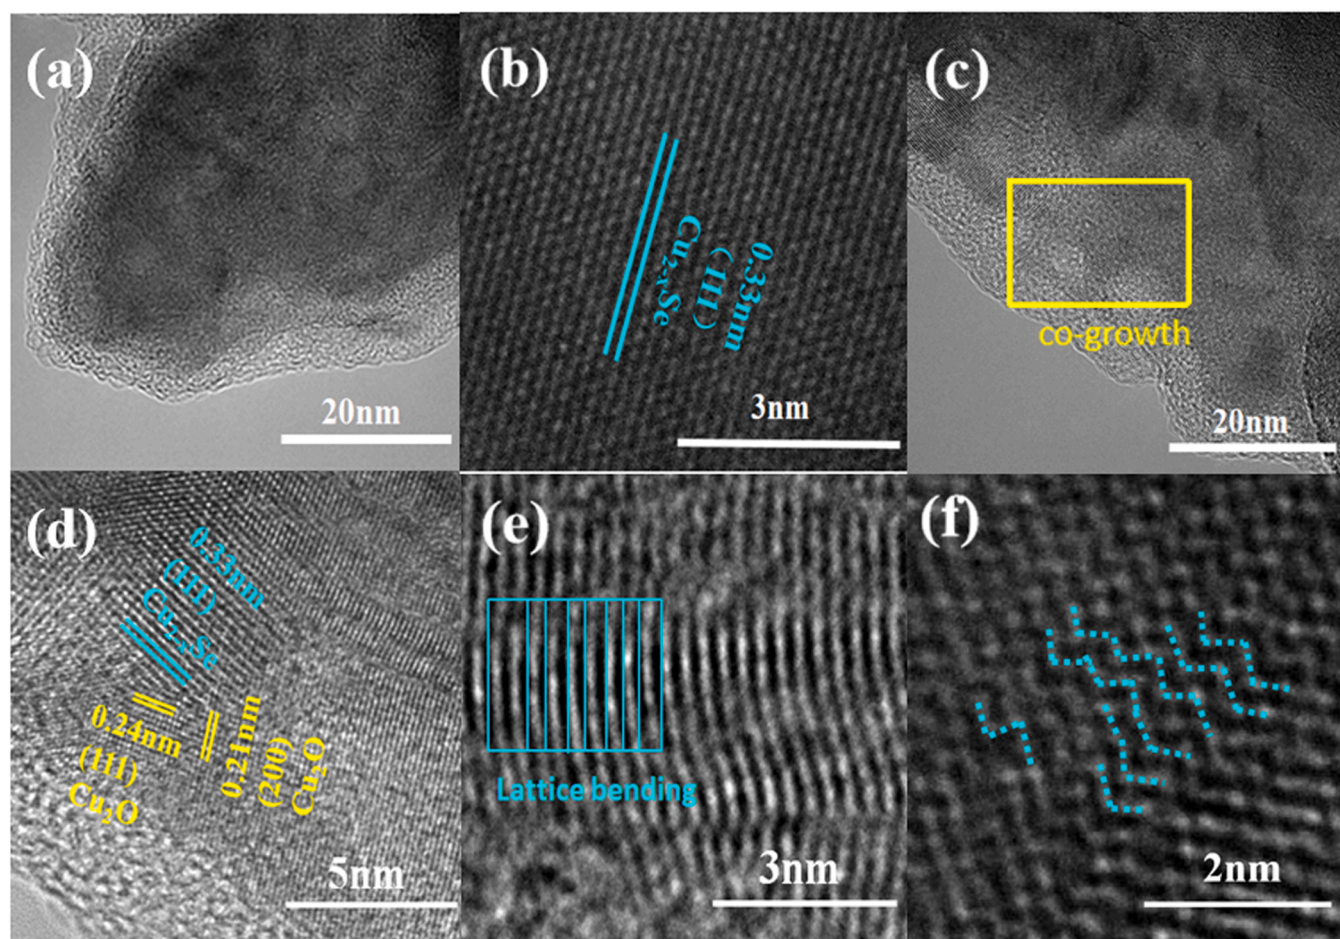 (a)
20nm
(b)
0.33nm
(111)
Cu₂₋ₓSe
3nm
(c)
co-growth
20nm
(d)
0.33nm
(111)
Cu₂₋ₓSe
0.24nm
(111)
Cu₂O
0.21nm
(200)
Cu₂O
5nm
(e)
Lattice bending
3nm
(f)
2nm